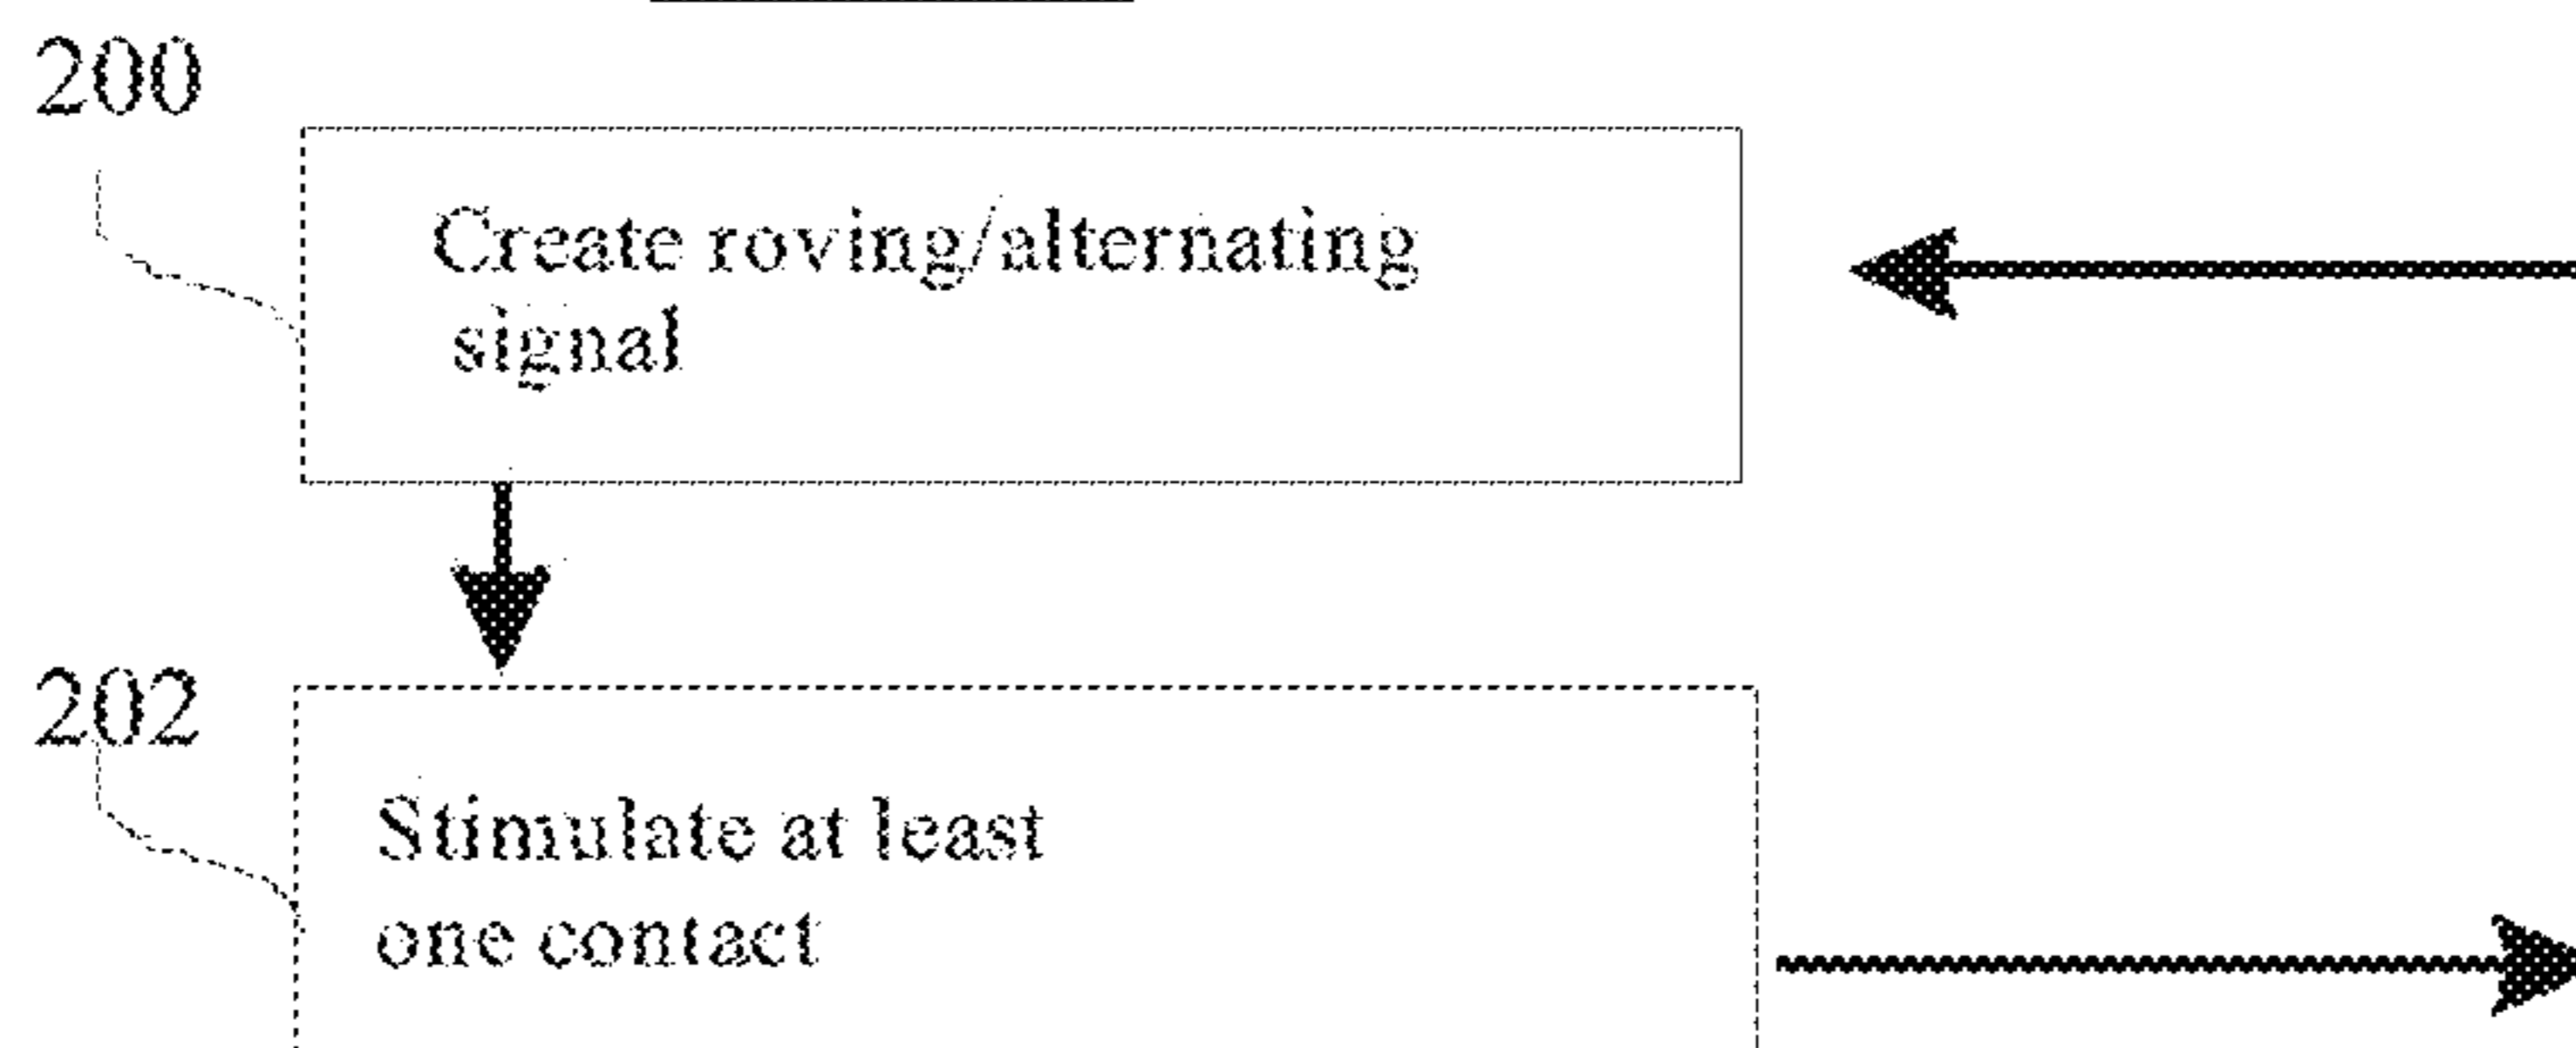 200
Create roving/alternating
signal
202
Stimulate at least
one contact